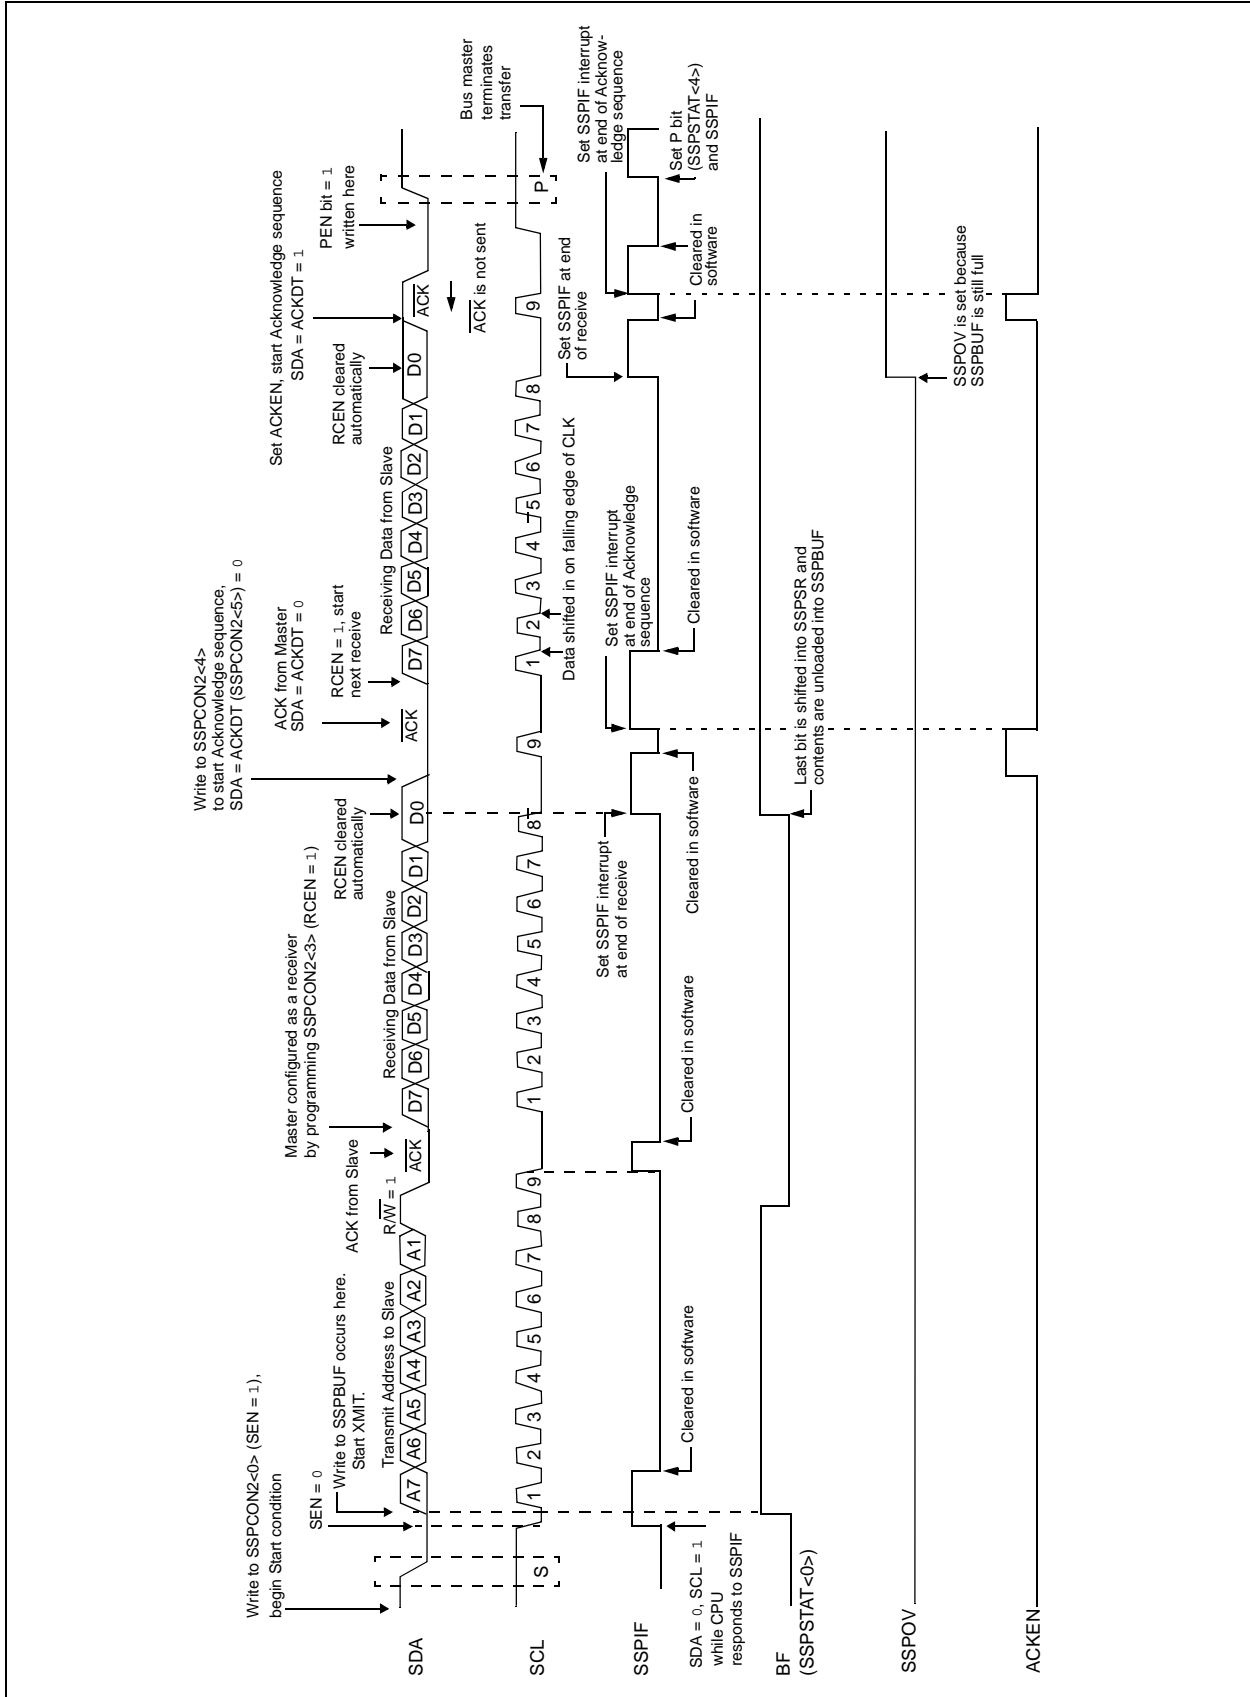 Write to SSPCON2<0> (SEN = 1),
begin Start condition
SEN = 0
Write to SSPBUF occurs here.
Start XMIT.
Master configured as a receiver
by programming SSPCON2<3> (RCEN = 1)
ACK from Slave
Write to SSPCON2<4>
to start Acknowledge sequence,
SDA = ACKDT (SSPCON2<5>) = 0
RCEN cleared
automatically
ACK from Master
SDA = ACKDT = 0
RCEN = 1, start
next receive
Set ACKEN, start Acknowledge sequence
SDA = ACKDT = 1
RCEN cleared
automatically
PEN bit = 1
written here
Transmit Address to Slave
R/W = 1
Receiving Data from Slave
Receiving Data from Slave
SDA
A7 A6 A5 A4 A3 A2 A1
ACK
D7 D6 D5 D4 D3 D2 D1 D0
ACK
D7 D6 D5 D4 D3 D2 D1 D0
ACK
ACK is not sent
Bus master
terminates
transfer
SCL
S
1 2 3 4 5 6 7 8 9
1 2 3 4 5 6 7 8 9
1 2 3 4 5 6 7 8 9
P
Data shifted in on falling edge of CLK
Set SSPIF interrupt
at end of receive
Set SSPIF interrupt
at end of Acknowledge
sequence
Set SSPIF at end
of receive
Set SSPIF interrupt
at end of Acknow-
ledge sequence
SSPIF
SDA = 0, SCL = 1
while CPU
responds to SSPIF
Cleared in software
Cleared in software
Cleared in software
Cleared in software
Cleared in
software
Set P bit
(SSPSTAT<4>)
and SSPIF
BF
(SSPSTAT<0>)
Last bit is shifted into SSPSR and
contents are unloaded into SSPBUF
SSPOV
SSPOV is set because
SSPBUF is still full
ACKEN